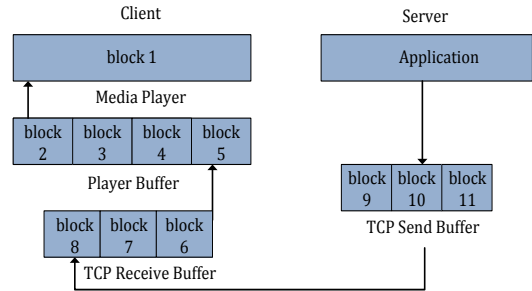 Client
Server
block 1
Application
Media Player
block 2
block 3
block 4
block 5
Player Buffer
block 9
block 10
block 11
TCP Send Buffer
block 8
block 7
block 6
TCP Receive Buffer